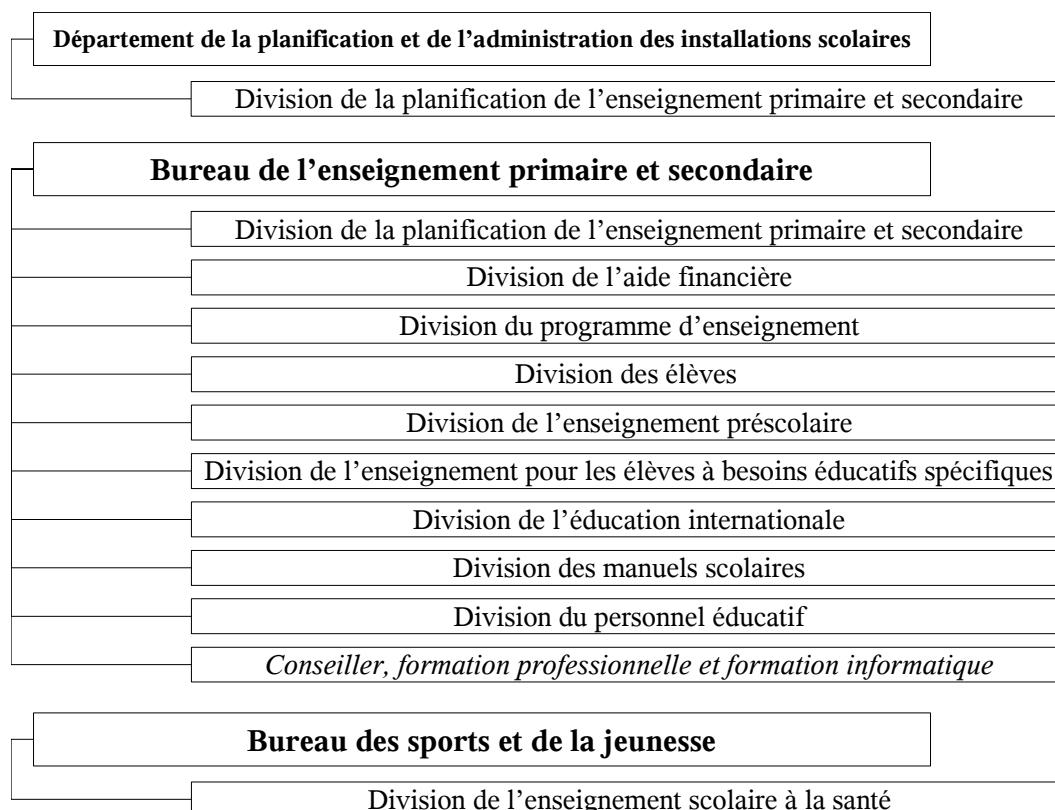 Département de la planification et de l’administration des installations scolaires
Division de la planification de l’enseignement primaire et secondaire
Bureau de l’enseignement primaire et secondaire
Division de la planification de l’enseignement primaire et secondaire
Division de l’aide financière
Division du programme d’enseignement
Division des élèves
Division de l’enseignement préscolaire
Division de l’enseignement pour les élèves à besoins éducatifs spécifiques
Division de l’éducation internationale
Division des manuels scolaires
Division du personnel éducatif
Conseiller, formation professionnelle et formation informatique
Bureau des sports et de la jeunesse
Division de l’enseignement scolaire à la santé